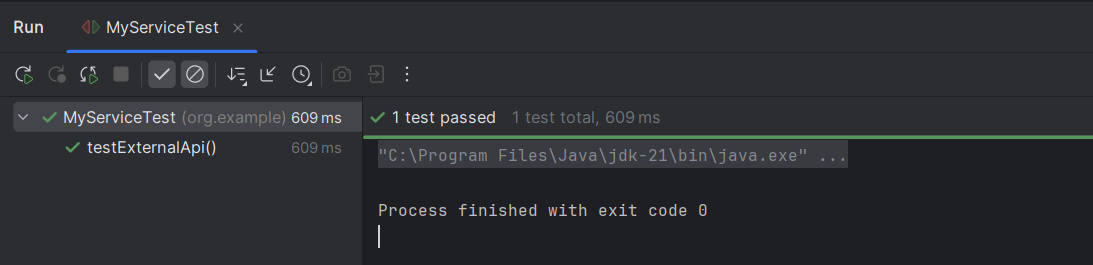 Run MyServiceTest
MyServiceTest (org.example) 609 ms
testExternalApi() 609 ms
1 test passed 1 test total, 609 ms
"C:\Program Files\Java\jdk-21\bin\java.exe" ...
Process finished with exit code 0